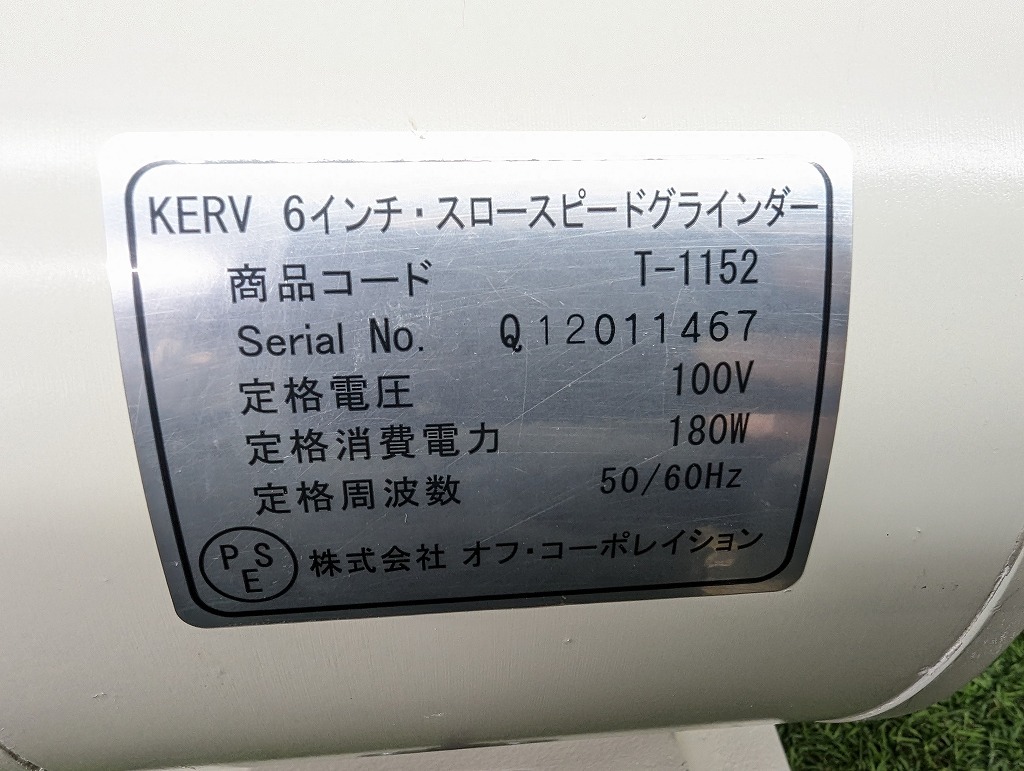 KERV 6インチ・スロースピードグラインダー
商品コード T-1152
Serial No. Q12011467
定格電圧 100V
定格消費電力 180W
定格周波数 50/60Hz
PSE 株式会社 オフ・コーポレイション